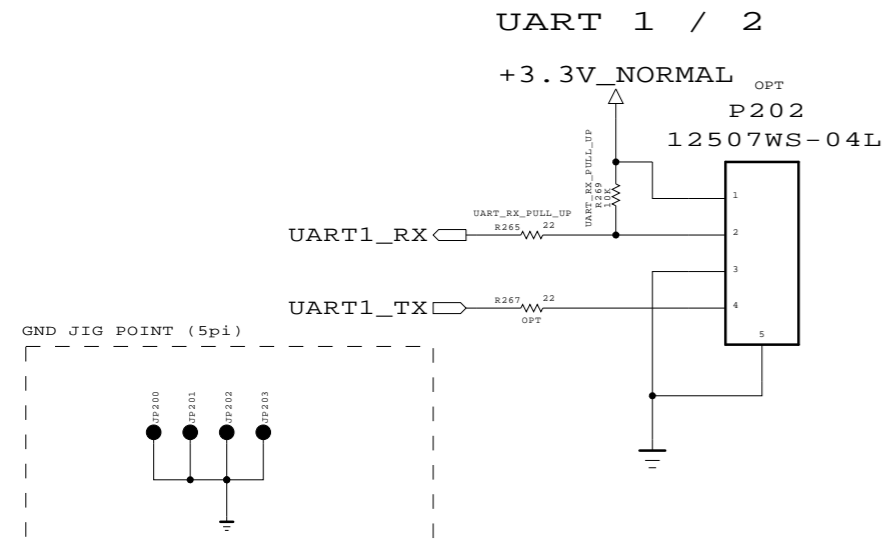 UART 1 / 2
+3.3V_NORMAL
OPT
P202
12507WS-04L
UART_RX_PULL_UP
R269
10K
1
UART_RX_PULL_UP
R265
22
UART1_RX
2
3
UART1_TX
R267
22
OPT
4
5
GND JIG POINT (5pi)
JP200
JP201
JP202
JP203